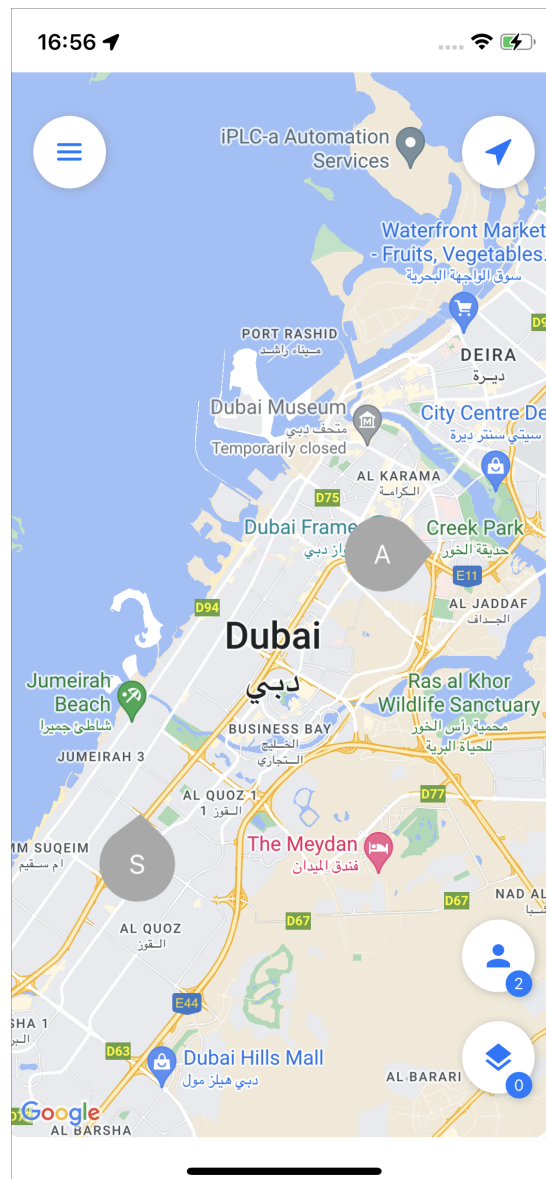 16:56
iPLC-a Automation
Services
Waterfront Market
- Fruits, Vegetables...
سوق الواجهة البحرية
PORT RASHID
ميناء راشد
DEIRA
ديرة
Dubai Museum
متحف دبي
Temporarily closed
City Centre De
سيتي سنتر ديرة
AL KARAMA
الكرامة
D75
Dubai Frame
واز دبي
A
Creek Park
حديقة الخور
E11
AL JADDAF
الجداف
D94
Dubai
دبي
Jumeirah
Beach
شاطئ جميرا
Ras al Khor
Wildlife Sanctuary
محمية رأس الخور
للحياة البرية
BUSINESS BAY
الخليج
التجاري
JUMEIRAH 3
D77
AL QUOZ 1
القوز 1
The Meydan
فندق الميدان
MM SUQEIM
ام سقيم
S
D67
NAD AL
D67
AL QUOZ
القوز
2
E44
SHA 1
D63
Dubai Hills Mall
دبي هيلز مول
AL BARARI
0
Google
AL BARSHA